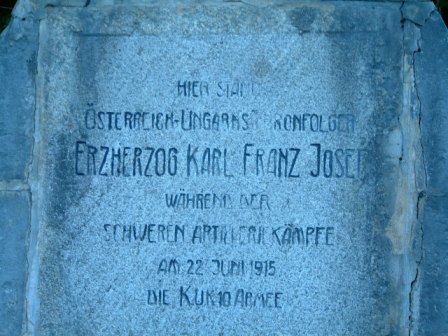 HIER STAND
ÖSTERREICH-UNGARNS THRONFOLGER
ERZHERZOG KARL FRANZ JOSEF
WÄHREND DER
SCHWEREN ARTILLERIEKÄMPFE
AM 22 JUNI 1915
DIE K.U.K. 10 ARMEE